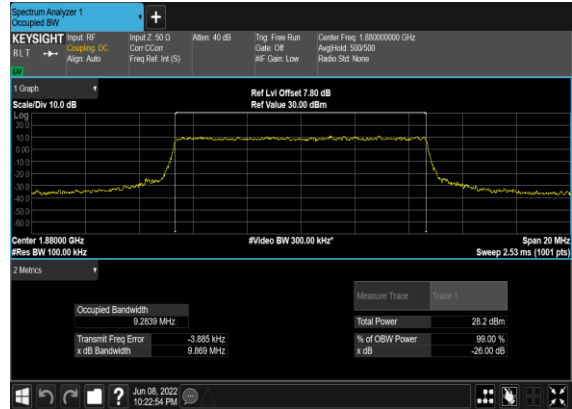 Spectrum Analyzer 1
Occupied BW
KEYSIGHT Input: RF Input Z: 50 Ω Atten: 40 dB Trig: Free Run Center Freq: 1.880000000 GHz
RLT Coupling: DC Corr CCorr Gate: Off Avg|Hold: 500/500
Align: Auto Freq Ref: Int (S) #IF Gain: Low Radio Std: None
1 Graph
Ref Lvl Offset 7.80 dB
Scale/Div 10.0 dB Ref Value 30.00 dBm
Log
20.0
10.0
0.00
-10.0
-20.0
-30.0
-40.0
-50.0
-60.0
Center 1.88000 GHz #Video BW 300.00 kHz* Span 20 MHz
#Res BW 100.00 kHz Sweep 2.53 ms (1001 pts)
2 Metrics
Measure Trace Trace 1
Occupied Bandwidth
9.2839 MHz Total Power 28.2 dBm
Transmit Freq Error -3.885 kHz % of OBW Power 99.00 %
x dB Bandwidth 9.869 MHz x dB -26.00 dB
Jun 08, 2022
10:22:54 PM